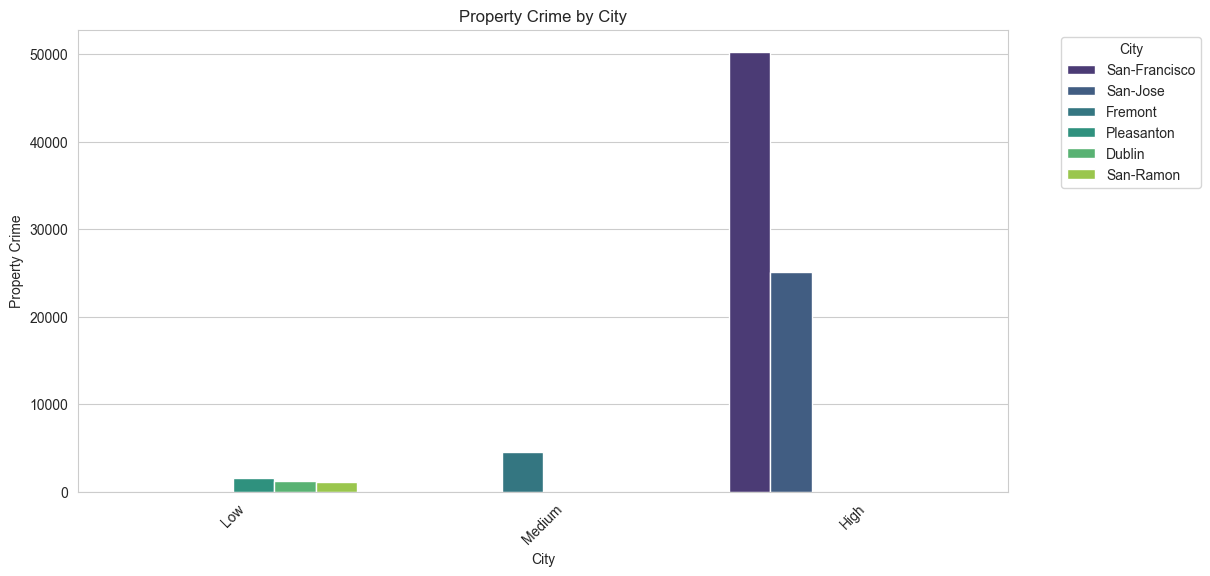 Property Crime by City
Property Crime
50000
40000
30000
20000
10000
0
Low
Medium
High
City
City
San-Francisco
San-Jose
Fremont
Pleasanton
Dublin
San-Ramon